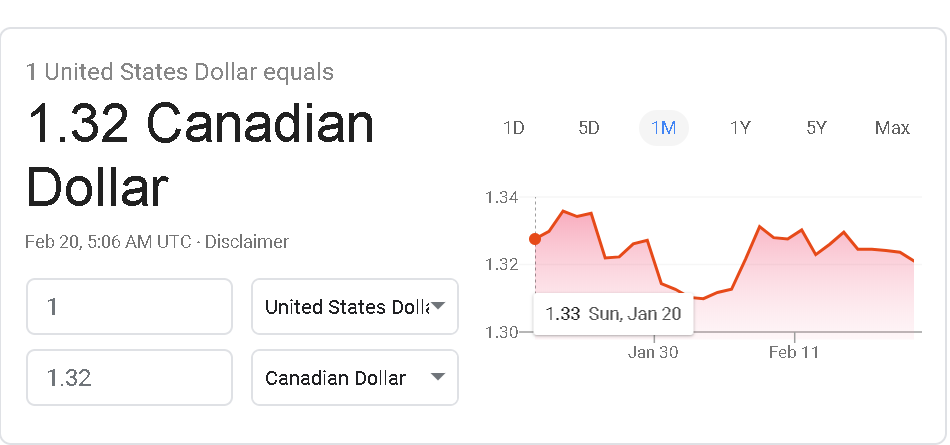 1 United States Dollar equals
1.32 Canadian
Dollar
Feb 20, 5:06 AM UTC · Disclaimer
1
United States Dolla
1.32
Canadian Dollar
1D 5D 1M 1Y 5Y Max
1.34
1.32
1.30
1.33 Sun, Jan 20
Jan 30 Feb 11